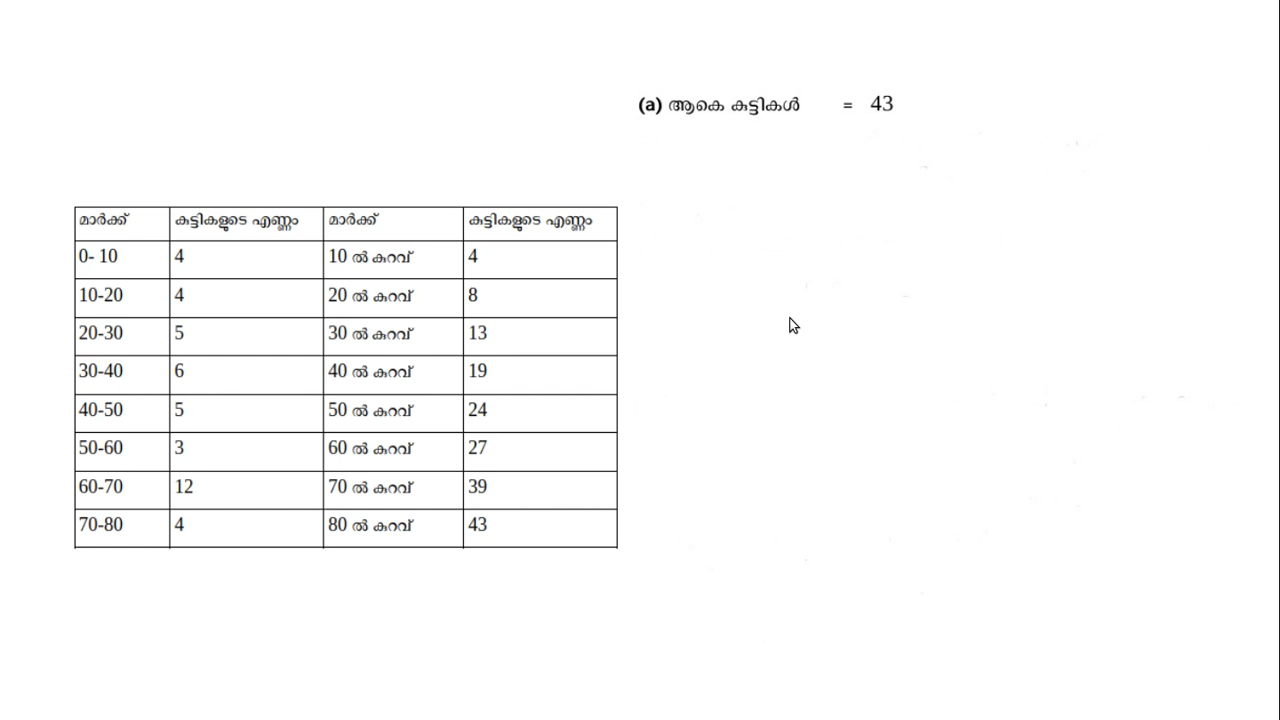 (a) ആകെ കുട്ടികൾ = 43
മാർക്ക് കുട്ടികളുടെ എണ്ണം മാർക്ക് കുട്ടികളുടെ എണ്ണം
0- 10 4 10 ൽ കുറവ് 4
10-20 4 20 ൽ കുറവ് 8
20-30 5 30 ൽ കുറവ് 13
30-40 6 40 ൽ കുറവ് 19
40-50 5 50 ൽ കുറവ് 24
50-60 3 60 ൽ കുറവ് 27
60-70 12 70 ൽ കുറവ് 39
70-80 4 80 ൽ കുറവ് 43